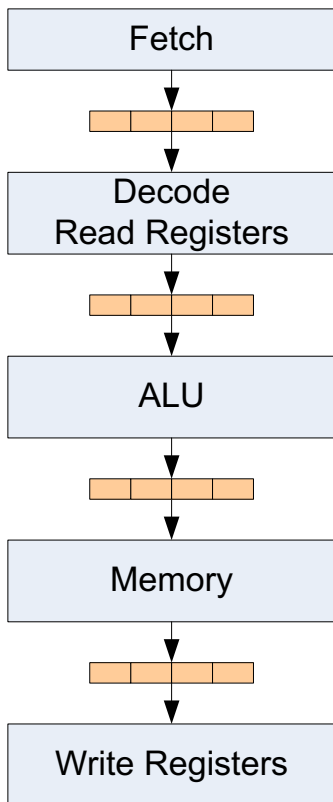 Fetch
Decode
Read Registers
ALU
Memory
Write Registers